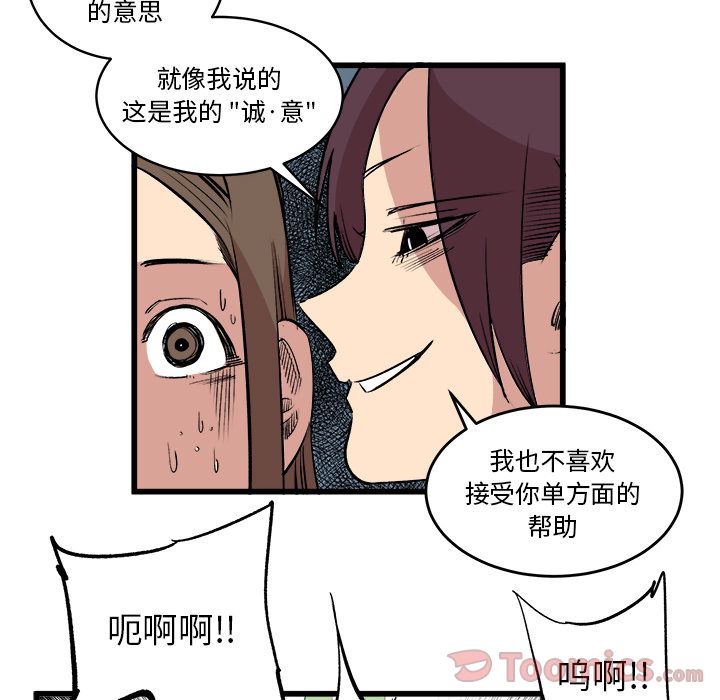 的意思
就像我说的
这是我的"诚·意"
我也不喜欢
接受你单方面的
帮助
呃啊啊!!
呜啊!!
Toomics.com